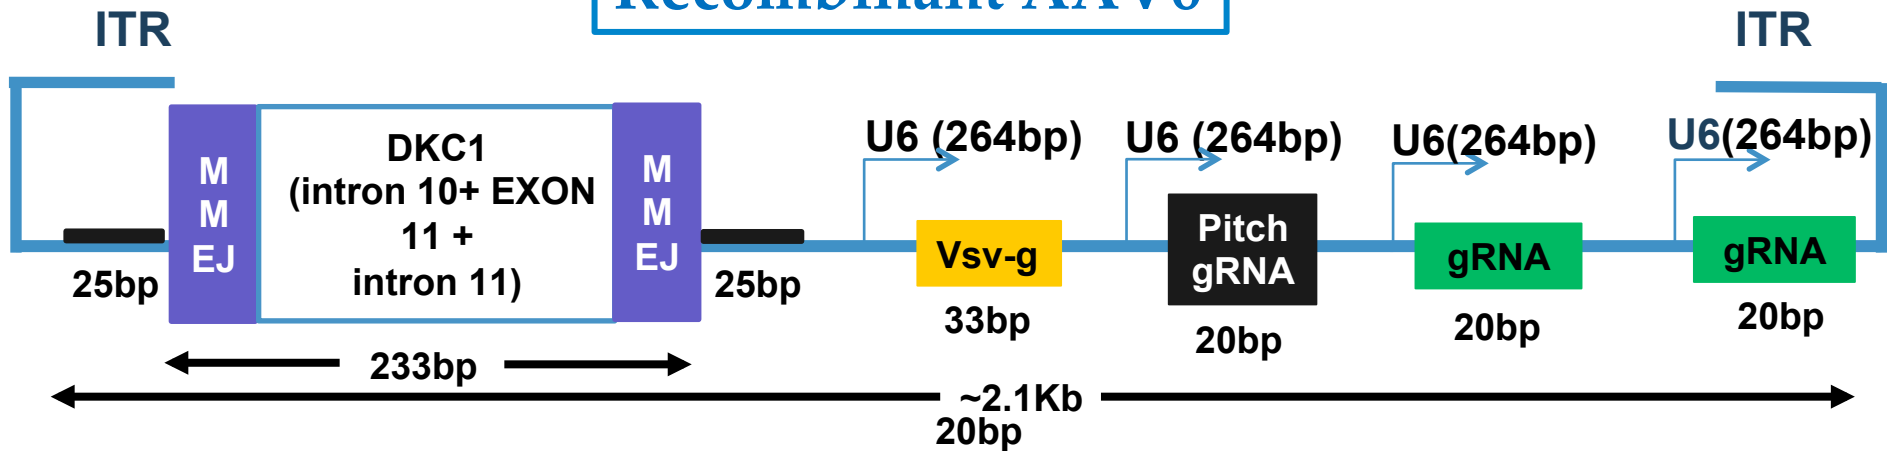 Recombinant AAV6
ITR
ITR
U6 (264bp)
U6 (264bp)
U6(264bp)
U6(264bp)
M
M
EJ
DKC1
(intron 10+ EXON
11 +
intron 11)
M
M
EJ
25bp
25bp
Vsv-g
33bp
Pitch
gRNA
20bp
gRNA
20bp
gRNA
20bp
233bp
~2.1Kb
20bp